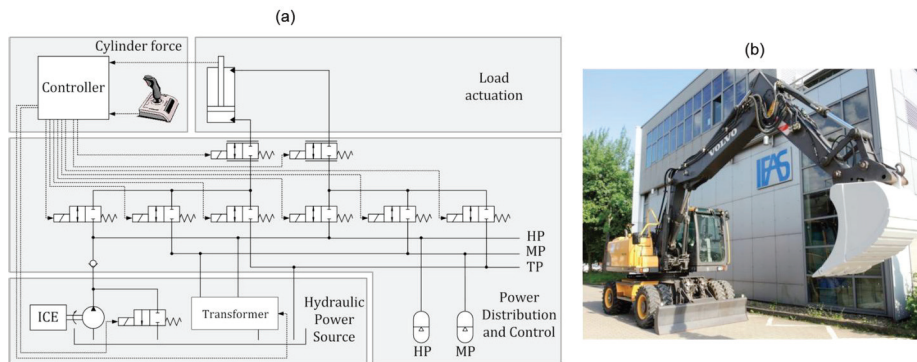 (a)
Cylinder force
Controller
Load
actuation
HP
MP
TP
ICE
Transformer
Hydraulic
Power
Source
Power
Distribution
and Control
HP
MP
(b)
VOLVO
IFAS